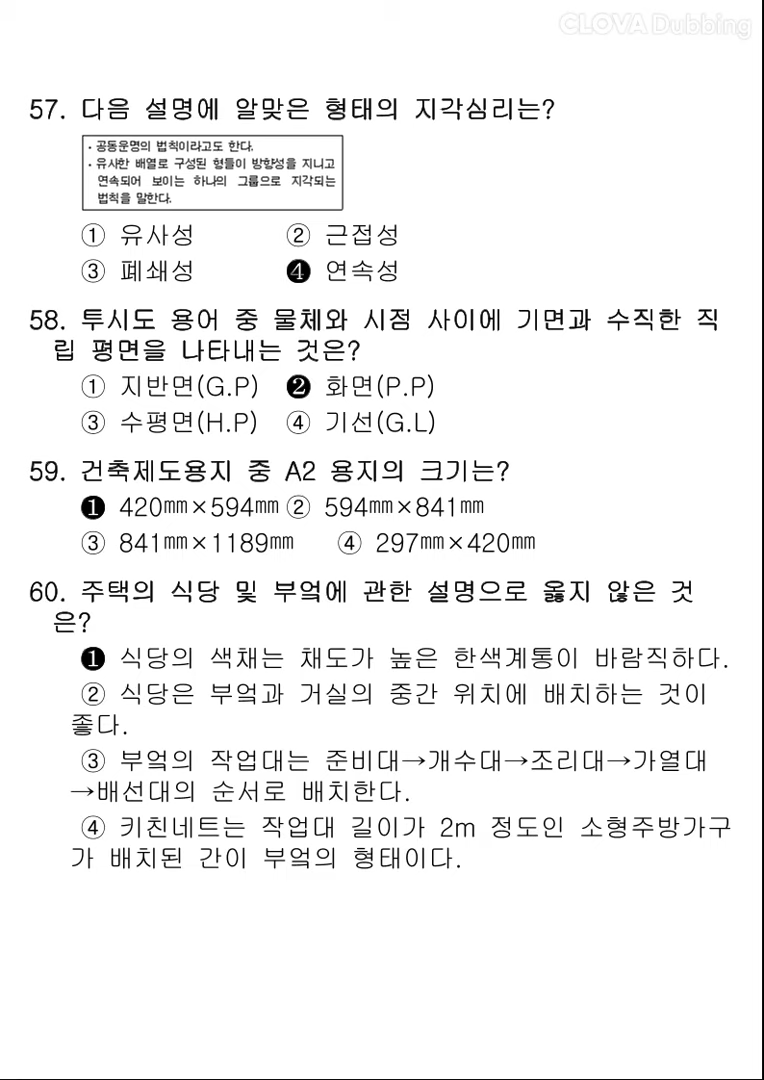 CLOVA Dubbing
57. 다음 설명에 알맞은 형태의 지각심리는?
· 공동운명의 법칙이라고도 한다.
· 유사한 배열로 구성된 형들이 방향성을 지니고
연속되어 보이는 하나의 그룹으로 지각되는
법칙을 말한다.
① 유사성 ② 근접성
③ 폐쇄성 ❹ 연속성
58. 투시도 용어 중 물체와 시점 사이에 기면과 수직한 직
립 평면을 나타내는 것은?
① 지반면(G.P) ❷ 화면(P.P)
③ 수평면(H.P) ④ 기선(G.L)
59. 건축제도용지 중 A2 용지의 크기는?
❶ 420㎜×594㎜ ② 594㎜×841㎜
③ 841㎜×1189㎜ ④ 297㎜×420㎜
60. 주택의 식당 및 부엌에 관한 설명으로 옳지 않은 것
은?
❶ 식당의 색채는 채도가 높은 한색계통이 바람직하다.
② 식당은 부엌과 거실의 중간 위치에 배치하는 것이
좋다.
③ 부엌의 작업대는 준비대→개수대→조리대→가열대
→배선대의 순서로 배치한다.
④ 키친네트는 작업대 길이가 2m 정도인 소형주방가구
가 배치된 간이 부엌의 형태이다.